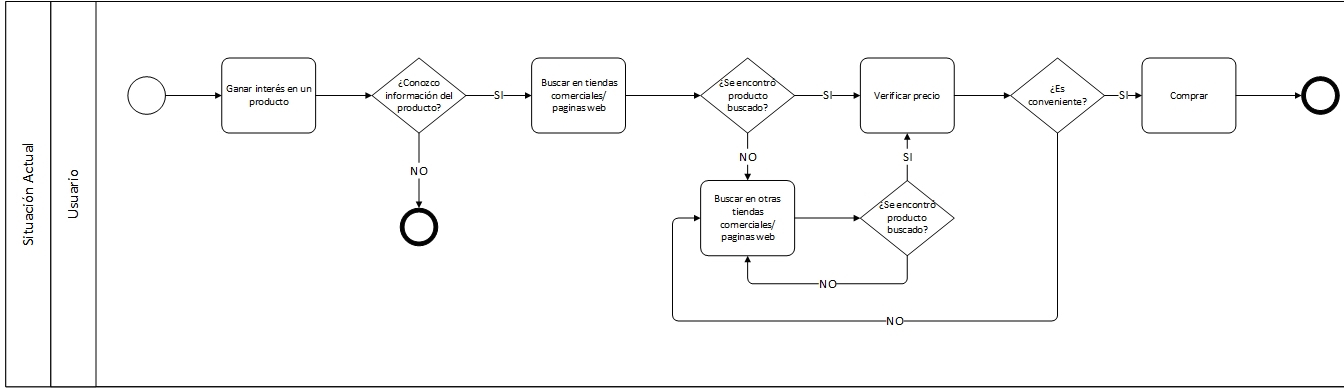 Situación Actual
Usuario
Ganar interés en un
producto
¿Conozco
información del
producto?
SI
NO
Buscar en tiendas
comerciales/
paginas web
¿Se encontró
producto
buscado?
SI
NO
Verificar precio
¿Es
conveniente?
SI
Comprar
Buscar en otras
tiendas
comerciales/
paginas web
¿Se encontró
producto
buscado?
SI
NO
NO